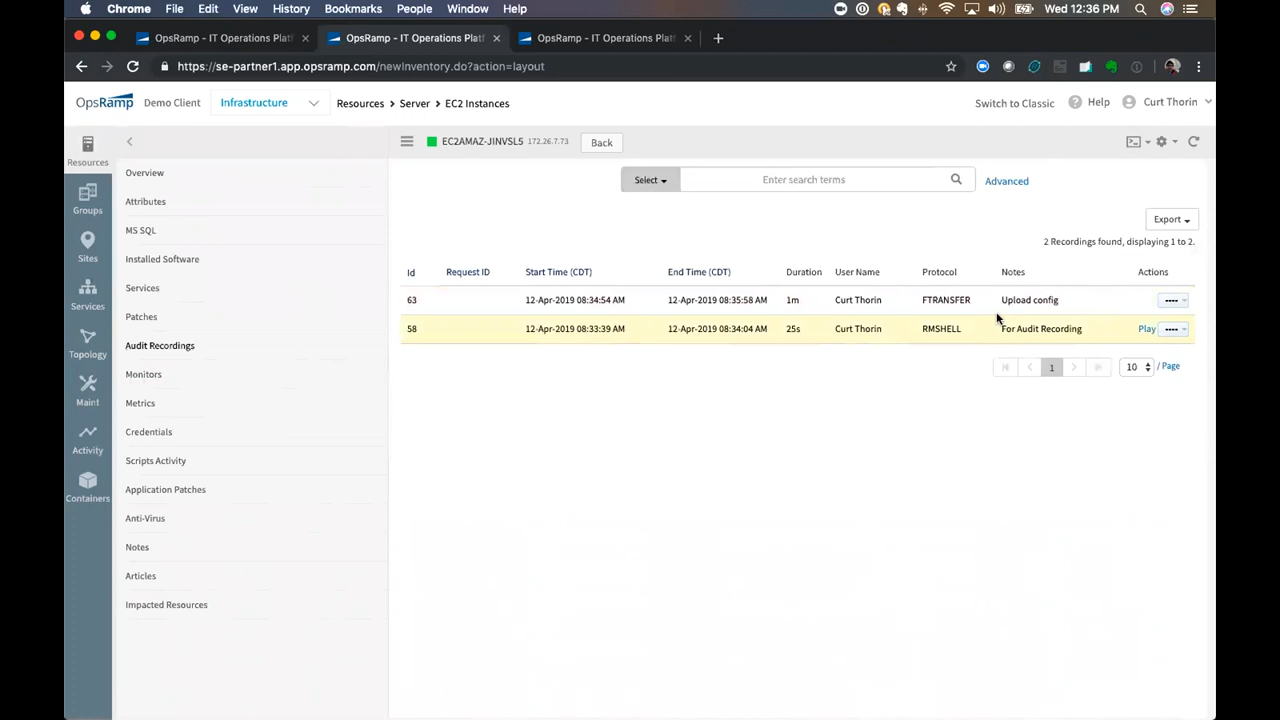 Chrome File Edit View History Bookmarks People Window Help Wed 12:36 PM
OpsRamp - IT Operations Platf OpsRamp - IT Operations Platf OpsRamp - IT Operations Platf
https://se-partner1.app.opsramp.com/newInventory.do?action=layout
OpsRamp Demo Client Infrastructure Resources > Server > EC2 Instances Switch to Classic Help Curt Thorin
Resources
Groups
Sites
Services
Topology
Maint
Activity
Containers
Overview
Attributes
MS SQL
Installed Software
Services
Patches
Audit Recordings
Monitors
Metrics
Credentials
Scripts Activity
Application Patches
Anti-Virus
Notes
Articles
Impacted Resources
EC2AMAZ-JINVSL5 172.26.7.73 Back
Select Enter search terms Advanced
Export
2 Recordings found, displaying 1 to 2.
Id Request ID Start Time (CDT) End Time (CDT) Duration User Name Protocol Notes Actions
63 12-Apr-2019 08:34:54 AM 12-Apr-2019 08:35:58 AM 1m Curt Thorin FTRANSFER Upload config ----
58 12-Apr-2019 08:33:39 AM 12-Apr-2019 08:34:04 AM 25s Curt Thorin RMSHELL For Audit Recording Play ----
1 10 / Page